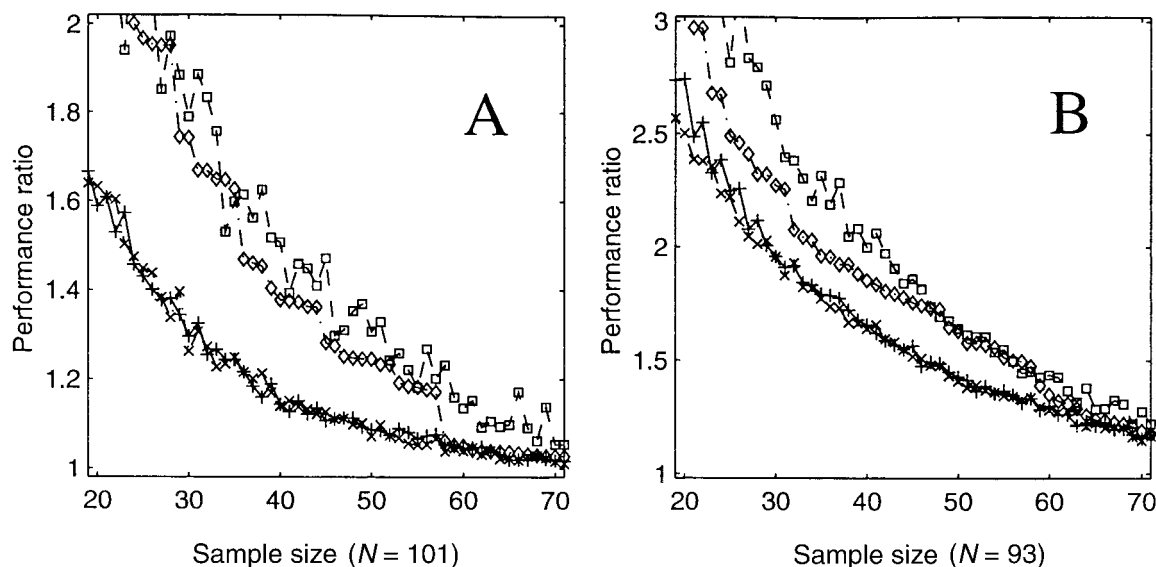 2
1.8
1.6
1.4
1.2
1
Performance ratio
A
20 30 40 50 60 70
Sample size (N = 101)
3
2.5
2
1.5
1
Performance ratio
B
20 30 40 50 60 70
Sample size (N = 93)